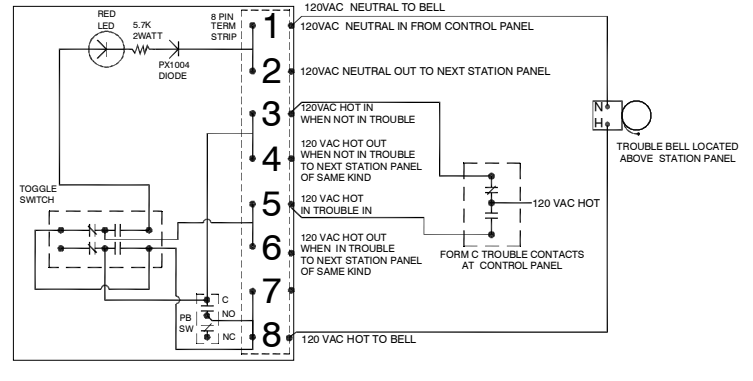 120VAC NEUTRAL TO BELL
RED
LED
5.7K
2WATT
PX1004
DIODE
8 PIN
TERM
STRIP
1
120VAC NEUTRAL IN FROM CONTROL PANEL
2
120VAC NEUTRAL OUT TO NEXT STATION PANEL
3
120VAC HOT IN
WHEN NOT IN TROUBLE
4
120 VAC HOT OUT
WHEN NOT IN TROUBLE
TO NEXT STATION PANEL
OF SAME KIND
5
120 VAC HOT
IN TROUBLE IN
6
120 VAC HOT OUT
WHEN IN TROUBLE
TO NEXT STATION PANEL
OF SAME KIND
7
8
120 VAC HOT TO BELL
TOGGLE
SWITCH
PB
SW
C
NO
NC
N
H
TROUBLE BELL LOCATED
ABOVE STATION PANEL
120 VAC HOT
FORM C TROUBLE CONTACTS
AT CONTROL PANEL